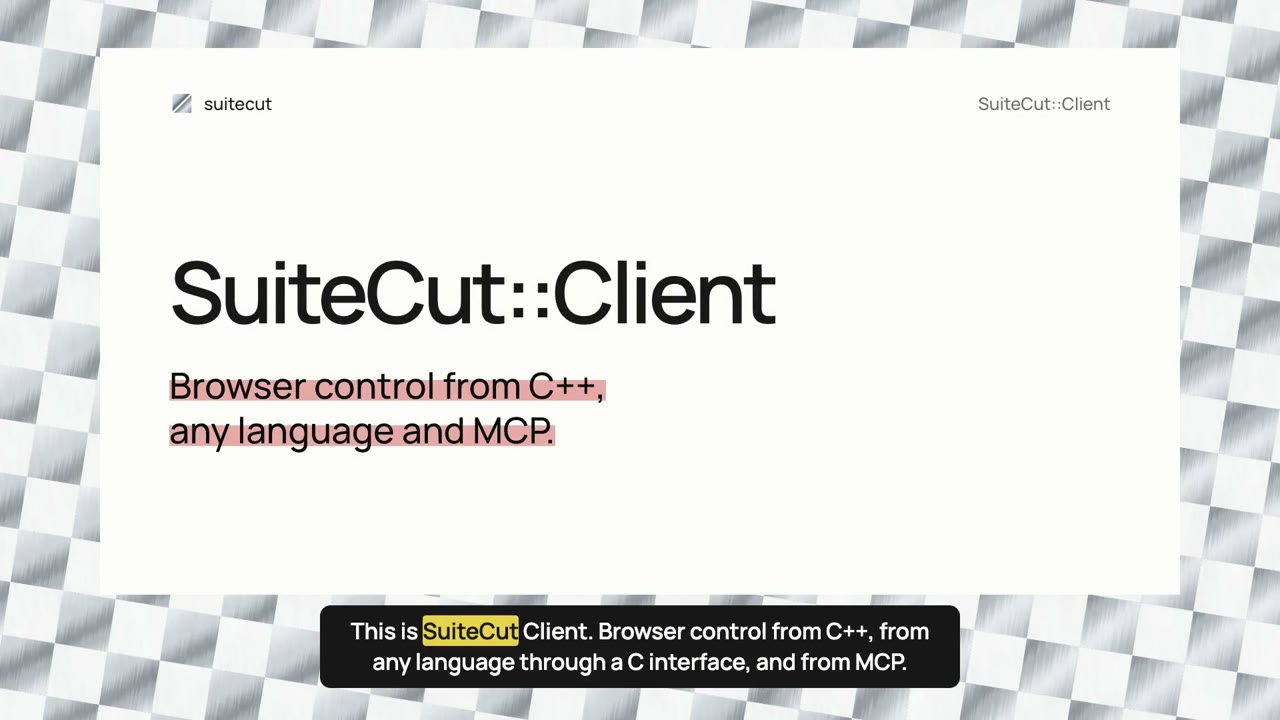 suitecut
SuiteCut::Client
SuiteCut::Client
Browser control from C++,
any language and MCP.
This is SuiteCut Client. Browser control from C++, from
any language through a C interface, and from MCP.